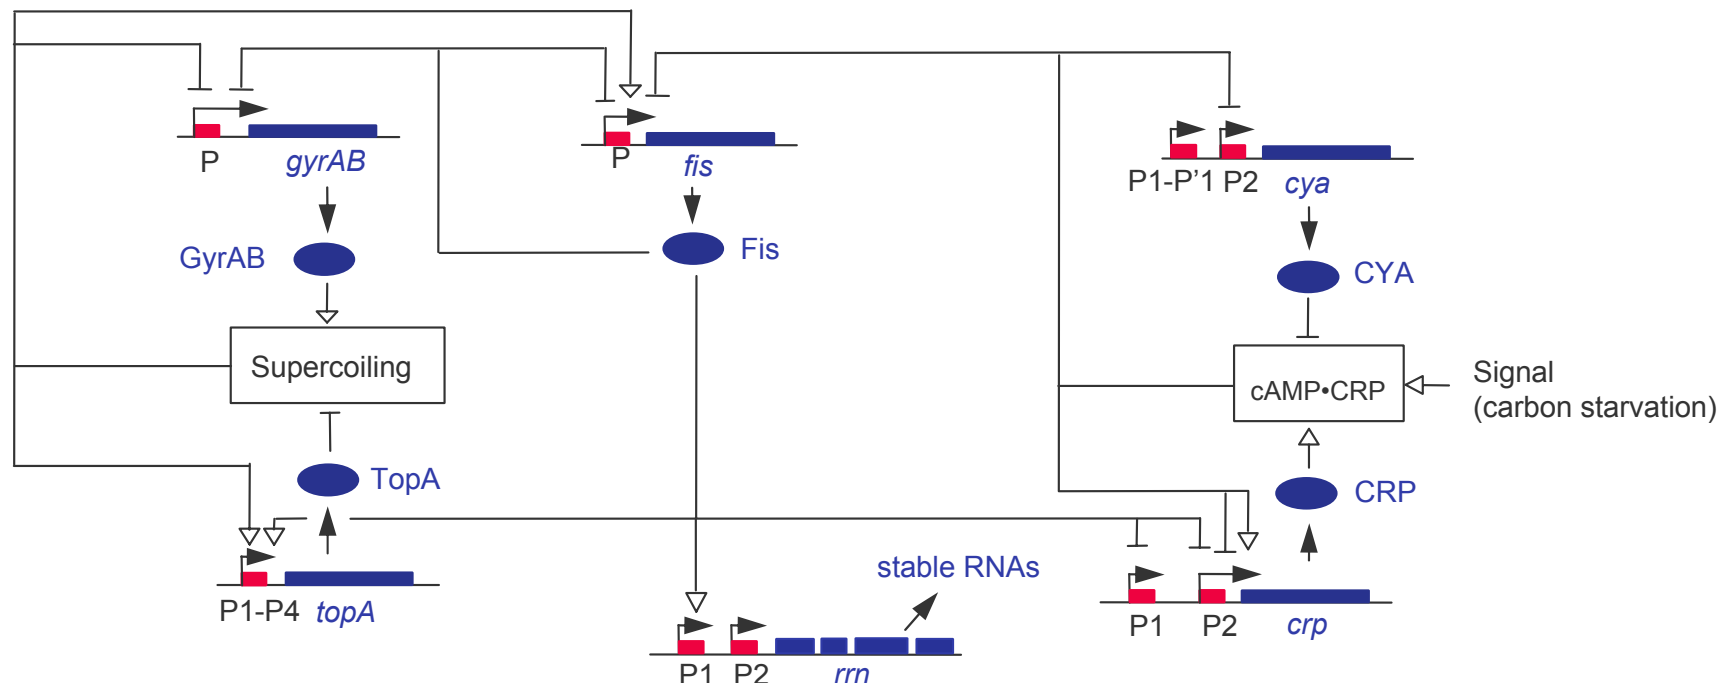 P
gyrAB
P
fis
P1-P’1
P2
cya
GyrAB
Fis
CYA
Supercoiling
cAMP•CRP
Signal
(carbon starvation)
TopA
CRP
stable RNAs
P1-P4
topA
P1
P2
rrn
P1
P2
crp